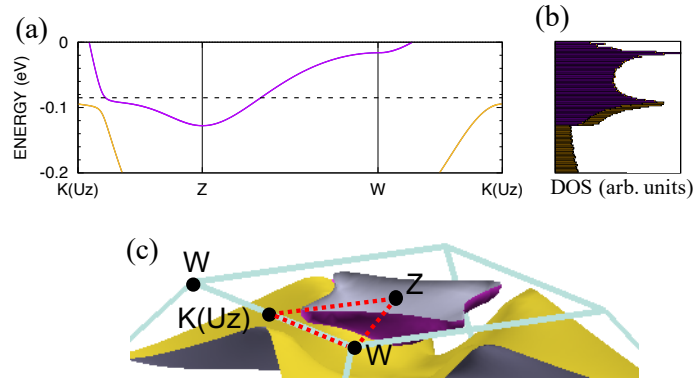 (a)
(b)
ENERGY (eV)
0
-0.1
-0.2
K(Uz)
Z
W
K(Uz)
DOS (arb. units)
(c)
W
Z
K(Uz)
W